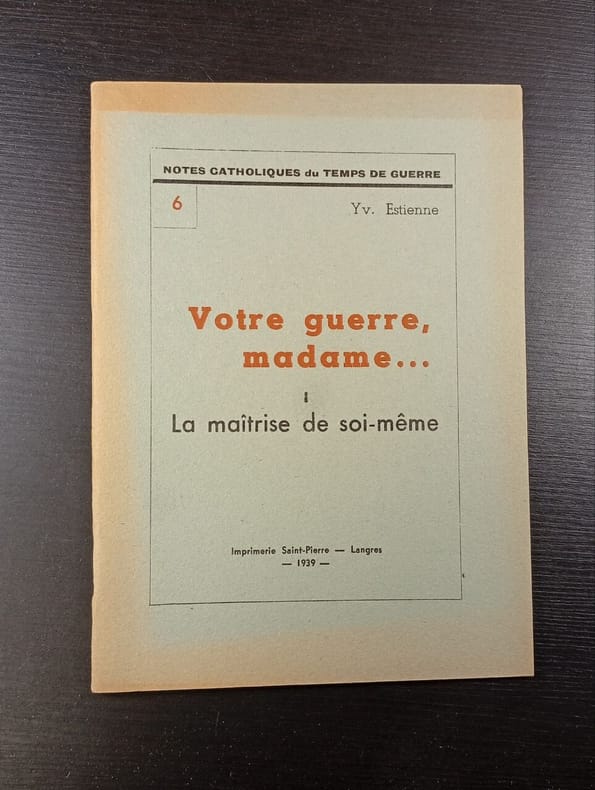 NOTES CATHOLIQUES du TEMPS DE GUERRE
6
Yv. Estienne
Votre guerre,
madame...
I
La maîtrise de soi-même
Imprimerie Saint-Pierre — Langres
— 1939 —